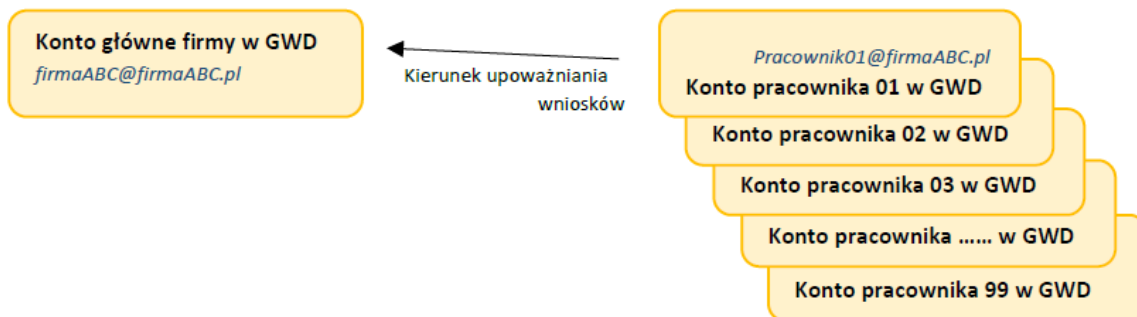 Konto główne firmy w GWD
firmaABC@firmaABC.pl
Kierunek upoważniania
wniosków
Pracownik01@firmaABC.pl
Konto pracownika 01 w GWD
Konto pracownika 02 w GWD
Konto pracownika 03 w GWD
Konto pracownika ...... w GWD
Konto pracownika 99 w GWD